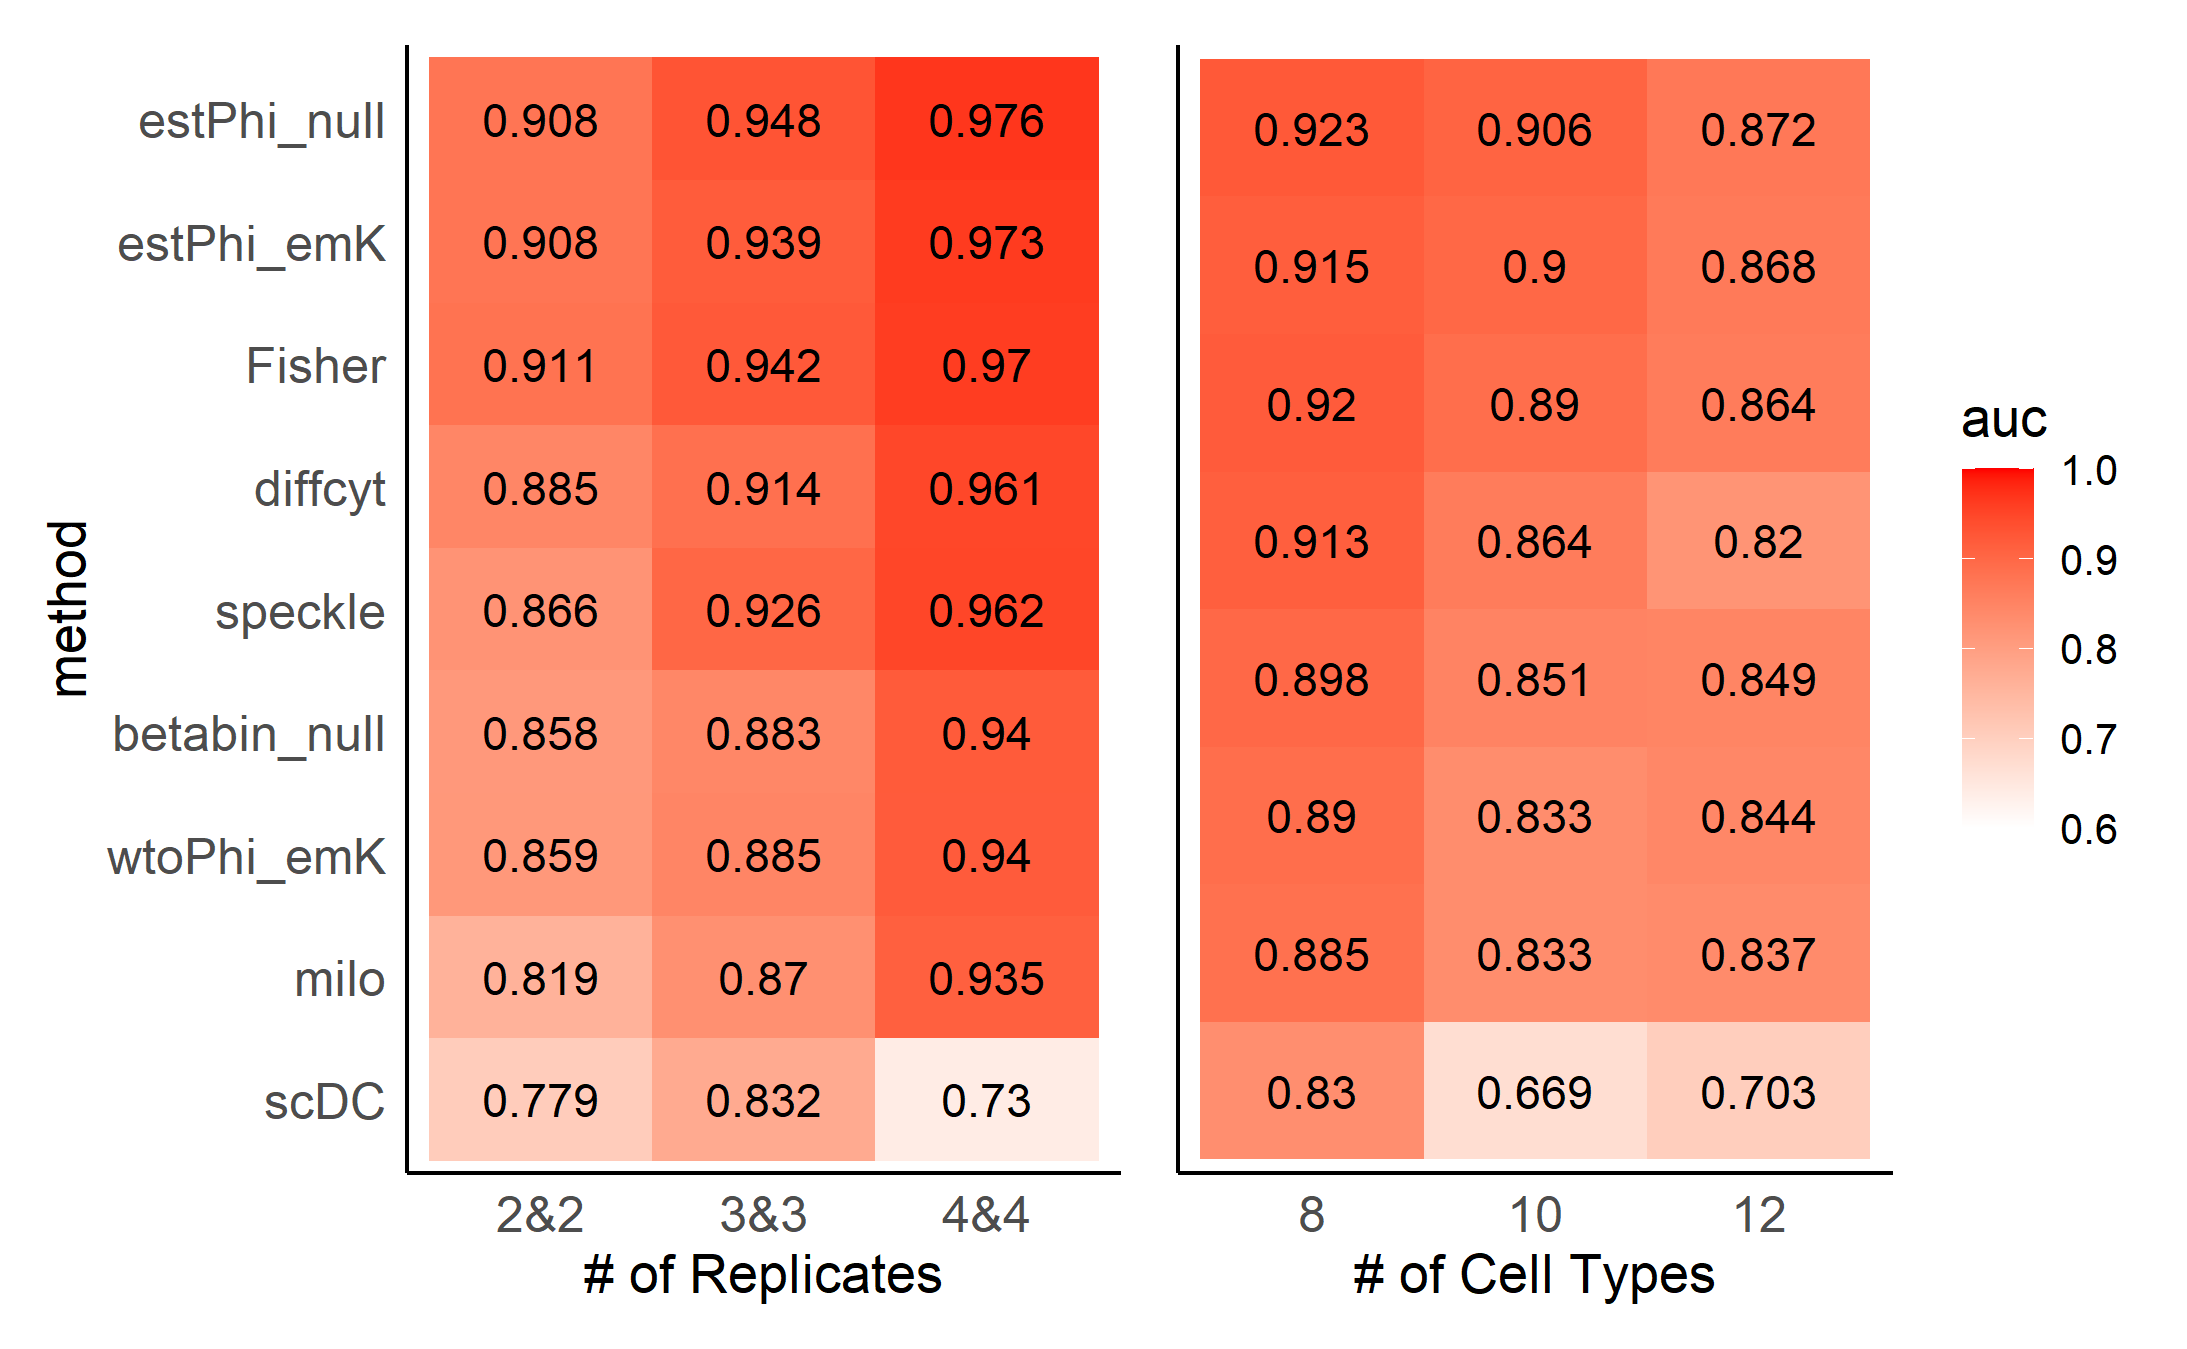 estPhi_null 0.908 0.948 0.976 0.923 0.906 0.872
estPhi_emK 0.908 0.939 0.973 0.915 0.9 0.868
Fisher 0.911 0.942 0.97 0.92 0.89 0.864
diffcyt 0.885 0.914 0.961 0.913 0.864 0.82
speckle 0.866 0.926 0.962 0.898 0.851 0.849
betabin_null 0.858 0.883 0.94 0.89 0.833 0.844
wtoPhi_emK 0.859 0.885 0.94 0.885 0.833 0.837
milo 0.819 0.87 0.935
scDC 0.779 0.832 0.73 0.83 0.669 0.703
method
2&2 3&3 4&4
# of Replicates
8 10 12
# of Cell Types
auc
1.0
0.9
0.8
0.7
0.6